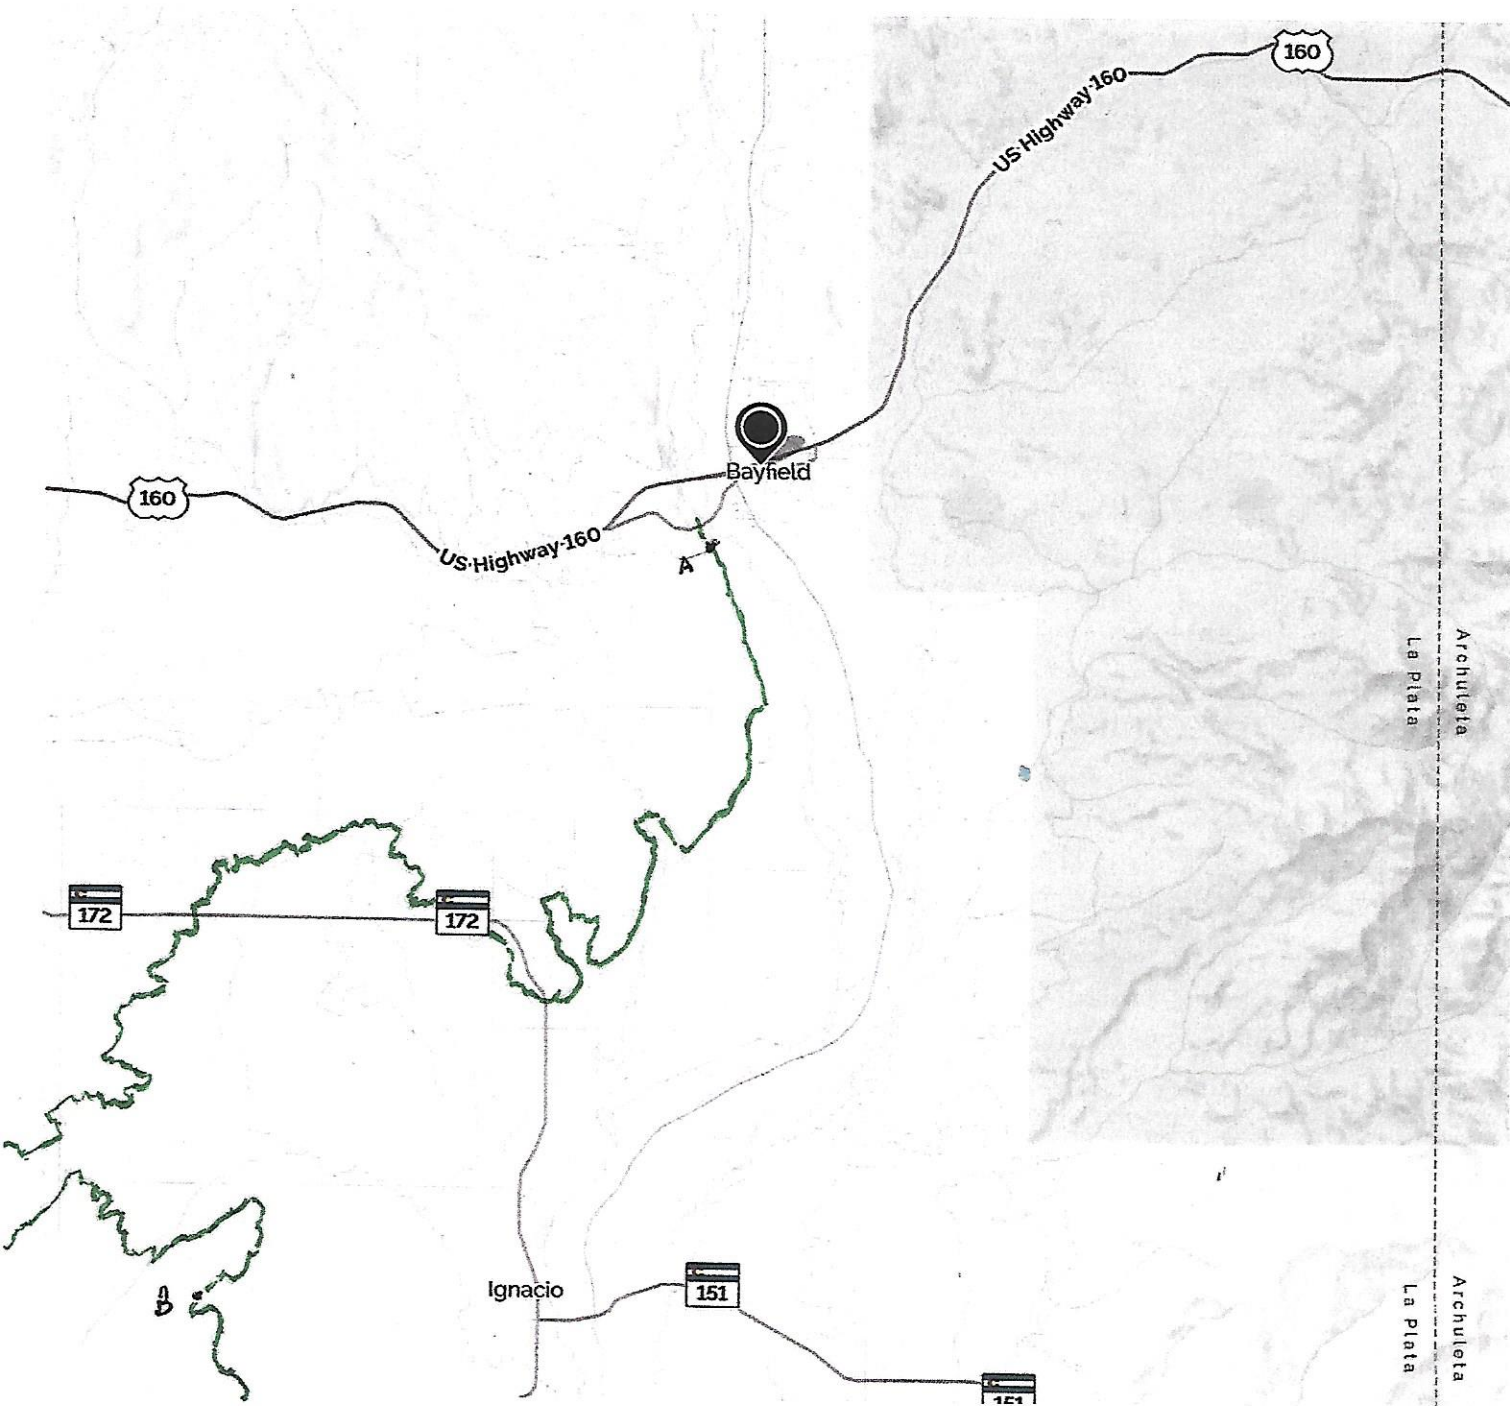 160
US Highway 160
Bayfield
160
US Highway 160
A
Archuleta
La Plata
172
172
B
Ignacio
151
Archuleta
La Plata
151